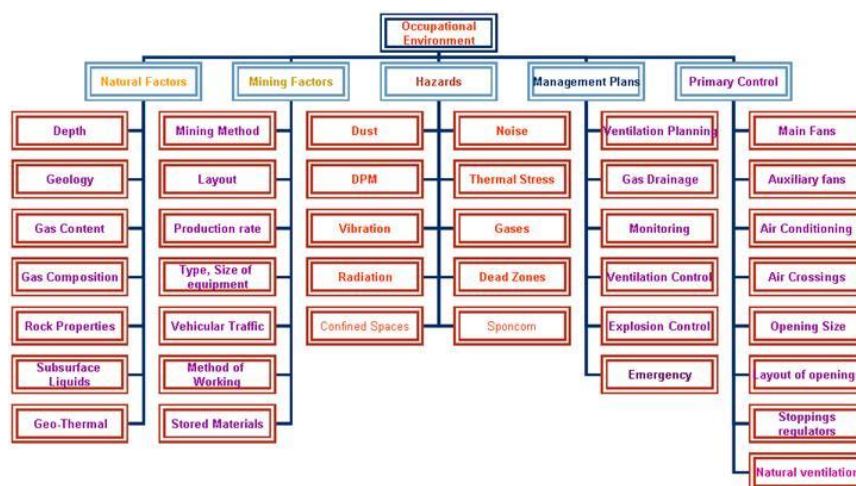 Occupational
Environment
Natural Factors
Mining Factors
Hazards
Management Plans
Primary Control
Depth
Mining Method
Dust
Noise
Ventilation Planning
Main Fans
Geology
Layout
DPM
Thermal Stress
Gas Drainage
Auxiliary fans
Gas Content
Production rate
Vibration
Gases
Monitoring
Air Conditioning
Gas Composition
Type, Size of
equipment
Radiation
Dead Zones
Ventilation Control
Air Crossings
Rock Properties
Vehicular Traffic
Confined Spaces
Sponcom
Explosion Control
Opening Size
Subsurface
Liquids
Method of
Working
Emergency
Layout of opening
Geo-Thermal
Stored Materials
Stoppings
regulators
Natural ventilation